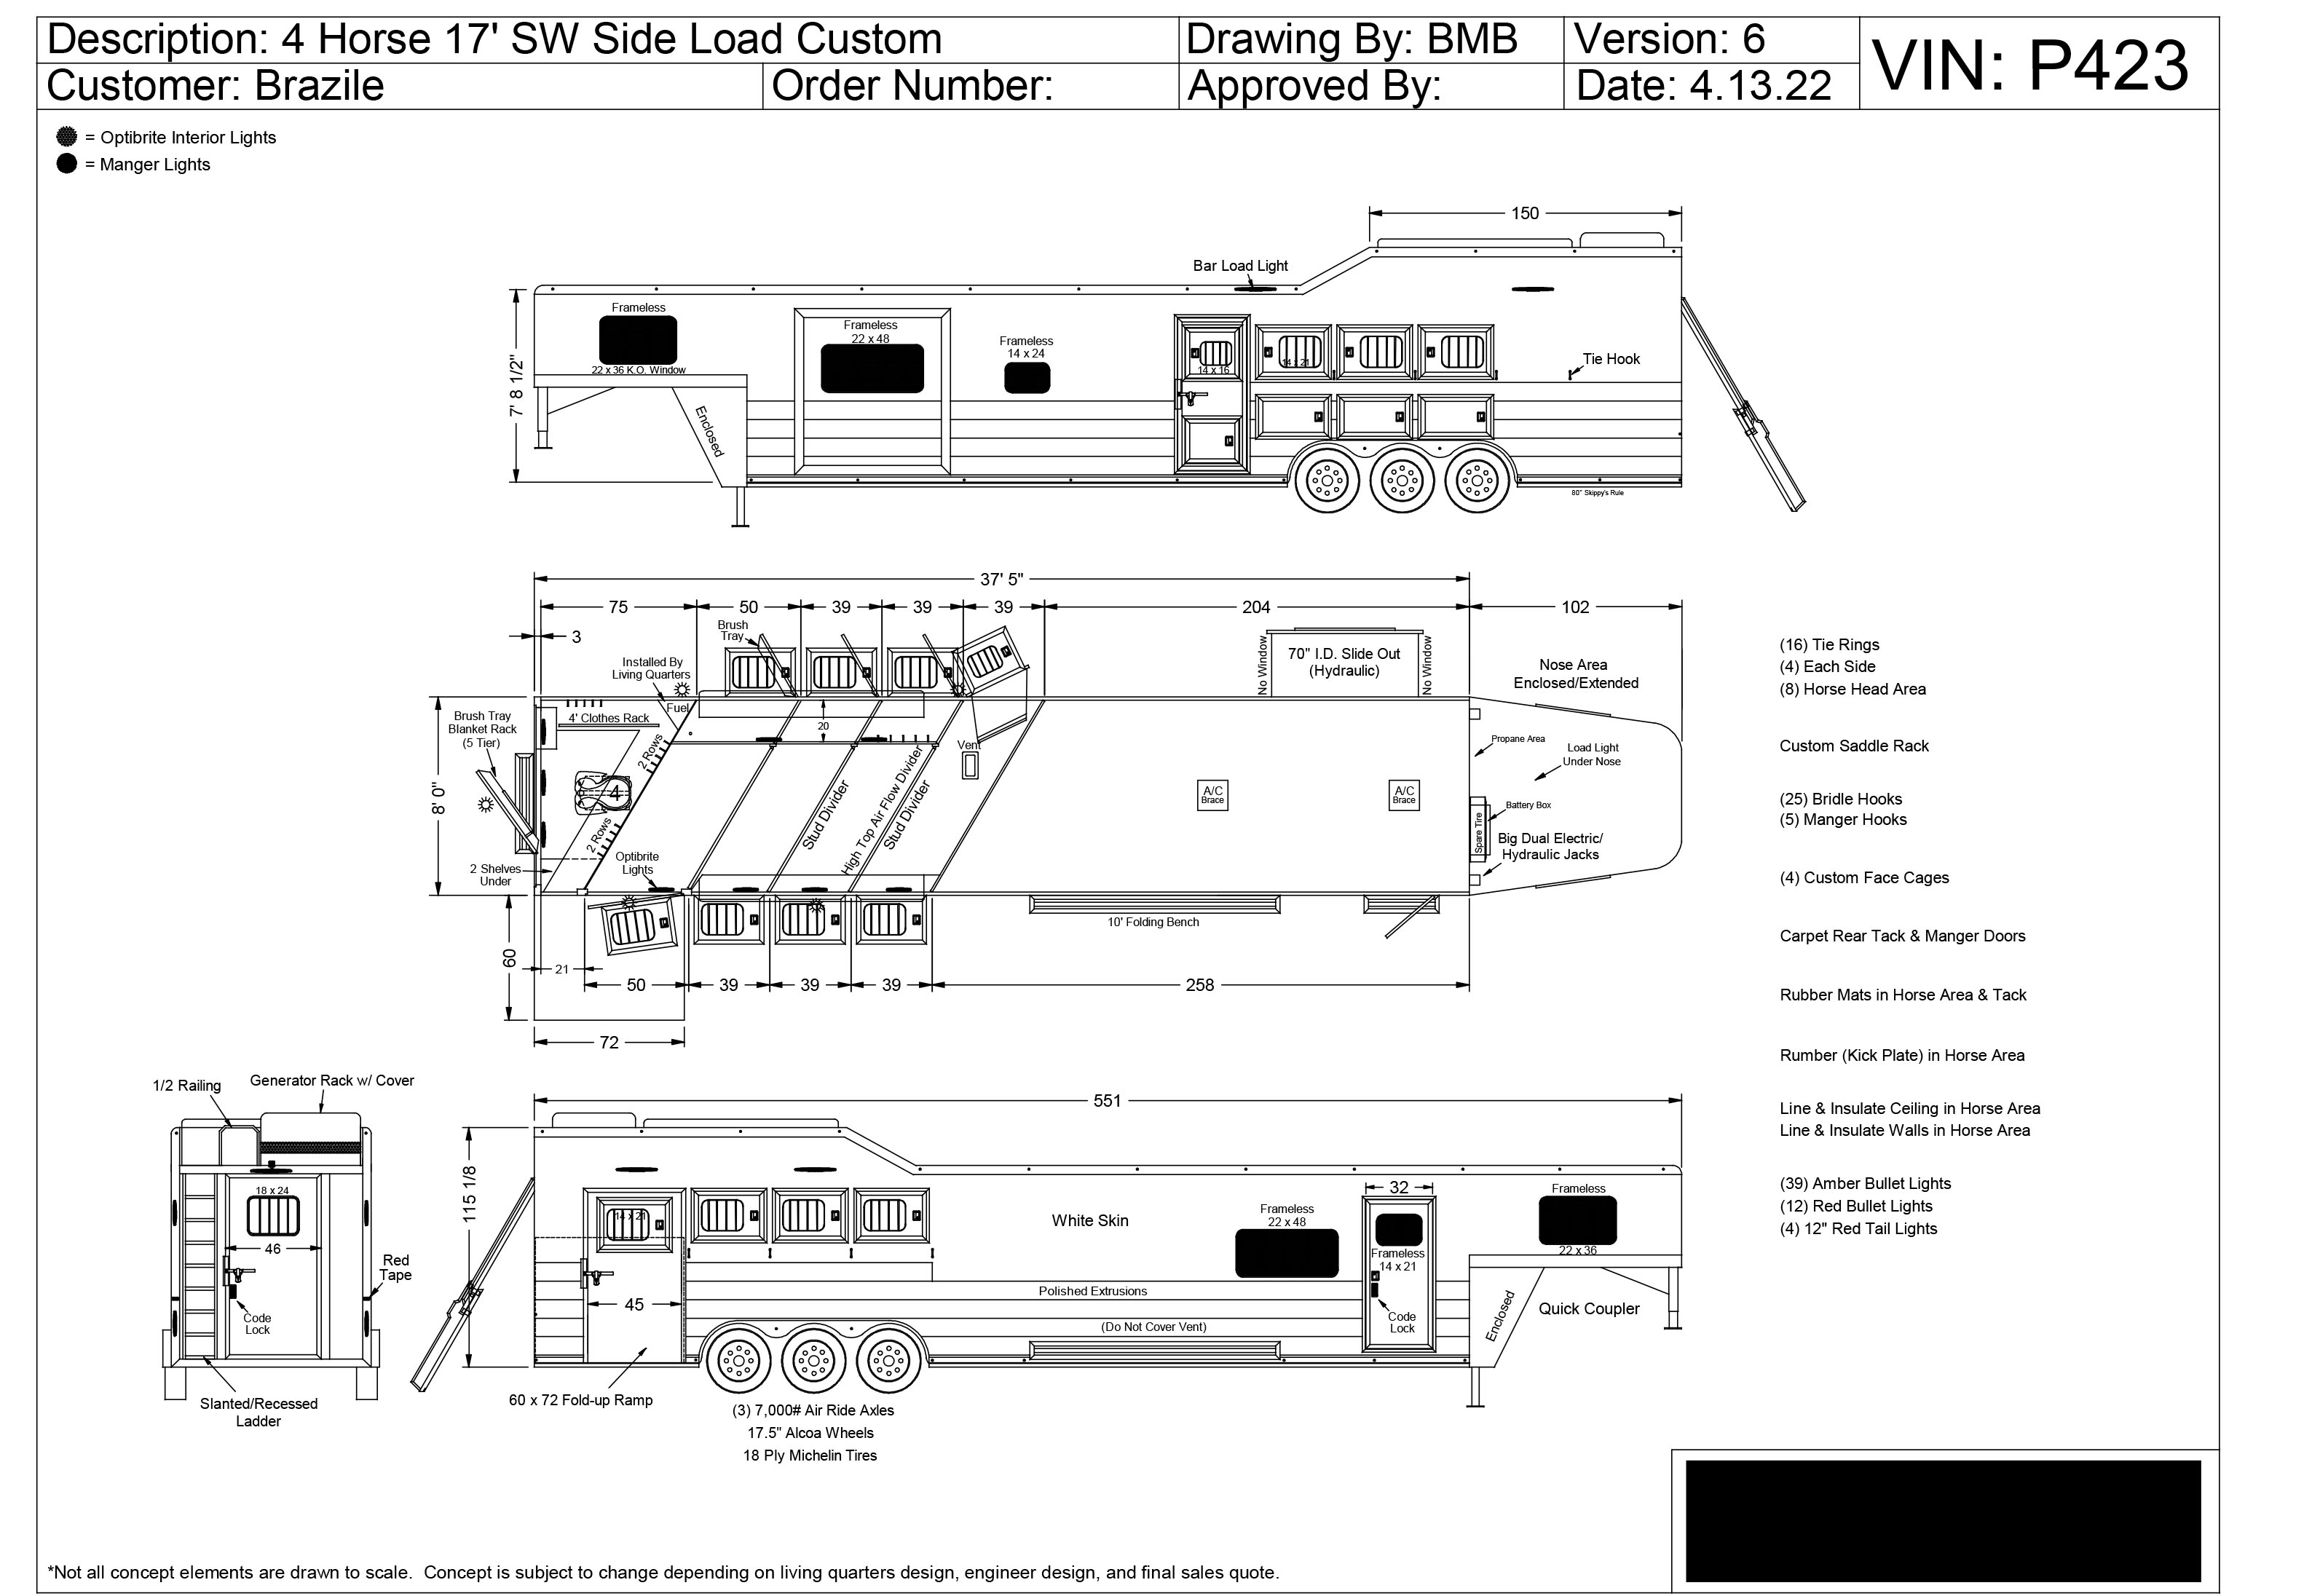 Description: 4 Horse 17' SW Side Load Custom
Drawing By: BMB
Version: 6
VIN: P423
Customer: Brazile
Order Number:
Approved By:
Date: 4.13.22
= Optibrite Interior Lights
= Manger Lights
150
Bar Load Light
Frameless
22 x 36 K.O. Window
Frameless
22 x 48
Frameless
14 x 24
14 x 16
14 x 21
Tie Hook
7' 8 1/2"
Enclosed
80" Skippy's Rule
37' 5"
75
50
39
39
39
204
102
3
Brush
Tray
Installed By
Living Quarters
Fuel
No Window
70" I.D. Slide Out
(Hydraulic)
No Window
Nose Area
Enclosed/Extended
Brush Tray
Blanket Rack
(5 Tier)
4' Clothes Rack
20
2 Rows
Vent
Propane Area
Load Light
Under Nose
8' 0"
4
2 Rows
Stud Divider
High Top Air Flow Divider
Stud Divider
A/C
Brace
A/C
Brace
Spare Tire
Battery Box
Big Dual Electric/
Hydraulic Jacks
2 Shelves
Under
Optibrite
Lights
10' Folding Bench
60
21
50
39
39
39
258
72
(16) Tie Rings
(4) Each Side
(8) Horse Head Area
Custom Saddle Rack
(25) Bridle Hooks
(5) Manger Hooks
(4) Custom Face Cages
Carpet Rear Tack & Manger Doors
Rubber Mats in Horse Area & Tack
Rumber (Kick Plate) in Horse Area
Line & Insulate Ceiling in Horse Area
Line & Insulate Walls in Horse Area
(39) Amber Bullet Lights
(12) Red Bullet Lights
(4) 12" Red Tail Lights
1/2 Railing
Generator Rack w/ Cover
18 x 24
46
Red
Tape
Code
Lock
Slanted/Recessed
Ladder
551
115 1/8
14 x 21
45
White Skin
Frameless
22 x 48
32
Frameless
14 x 21
Frameless
22 x 36
Polished Extrusions
(Do Not Cover Vent)
Code
Lock
Enclosed
Quick Coupler
60 x 72 Fold-up Ramp
(3) 7,000# Air Ride Axles
17.5" Alcoa Wheels
18 Ply Michelin Tires
*Not all concept elements are drawn to scale. Concept is subject to change depending on living quarters design, engineer design, and final sales quote.